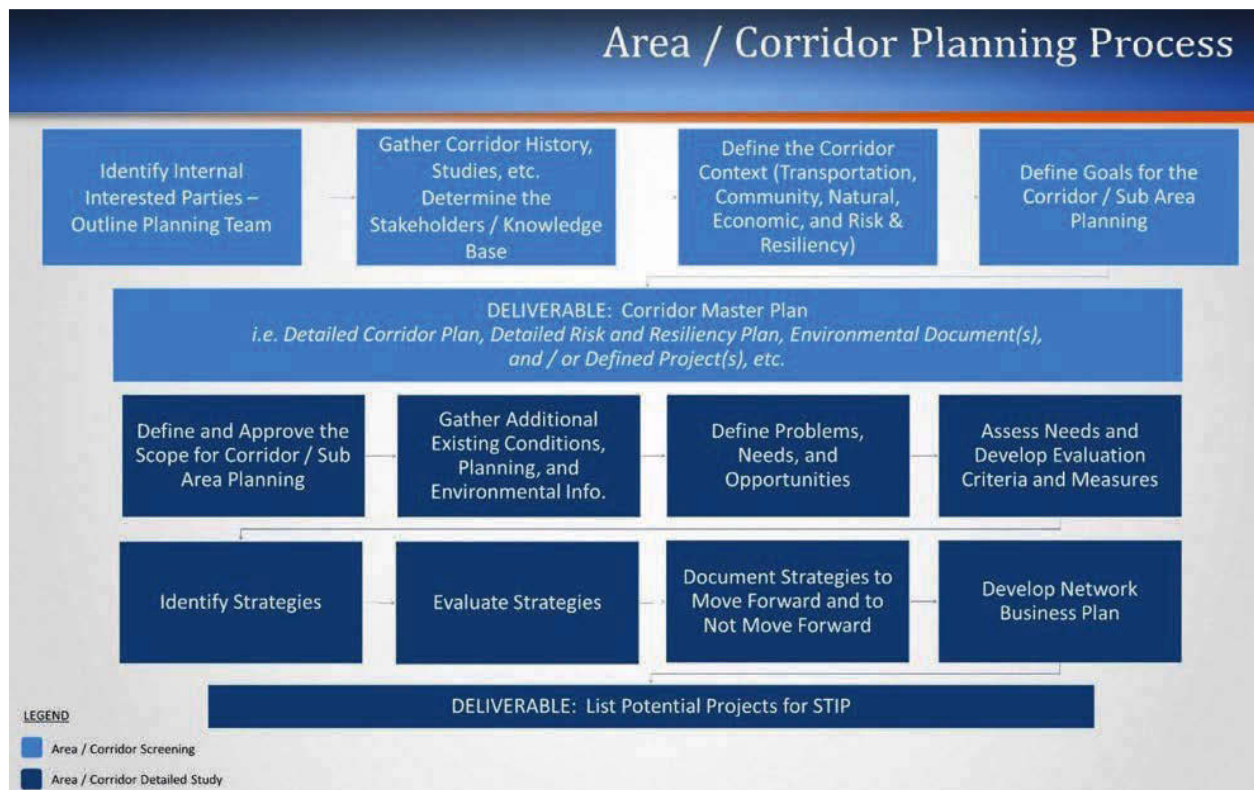 Area / Corridor Planning Process
Identify Internal
Interested Parties –
Outline Planning Team
Gather Corridor History,
Studies, etc.
Determine the
Stakeholders / Knowledge
Base
Define the Corridor
Context (Transportation,
Community, Natural,
Economic, and Risk &
Resiliency)
Define Goals for the
Corridor / Sub Area
Planning
DELIVERABLE: Corridor Master Plan
i.e. Detailed Corridor Plan, Detailed Risk and Resiliency Plan, Environmental Document(s),
and / or Defined Project(s), etc.
Define and Approve the
Scope for Corridor / Sub
Area Planning
Gather Additional
Existing Conditions,
Planning, and
Environmental Info.
Define Problems,
Needs, and
Opportunities
Assess Needs and
Develop Evaluation
Criteria and Measures
Identify Strategies
Evaluate Strategies
Document Strategies to
Move Forward and to
Not Move Forward
Develop Network
Business Plan
DELIVERABLE: List Potential Projects for STIP
LEGEND
Area / Corridor Screening
Area / Corridor Detailed Study